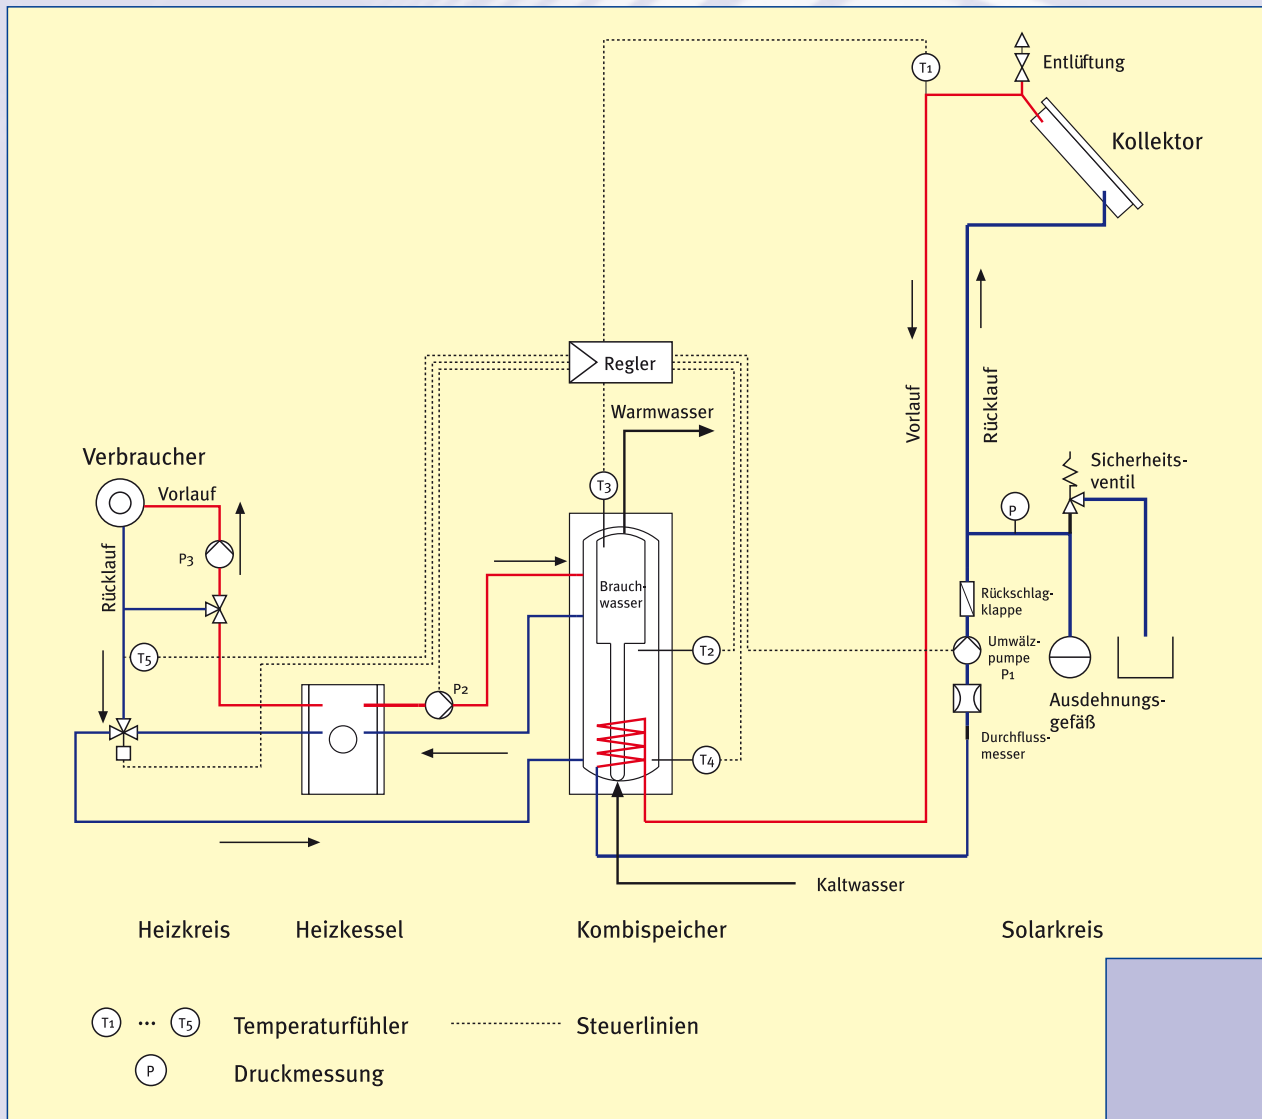 T1
Entlüftung
Kollektor
Regler
Warmwasser
Vorlauf
Rücklauf
Verbraucher
Vorlauf
Rücklauf
P3
T3
Sicherheits-
ventil
P
Brauch-
wasser
Rückschlag-
klappe
T5
T2
Umwälz-
pumpe
P1
P2
Ausdehnungs-
gefäß
T4
Durchfluss-
messer
Kaltwasser
Heizkreis
Heizkessel
Kombispeicher
Solarkreis
T1 ... T5 Temperaturfühler
Steuerlinien
P Druckmessung